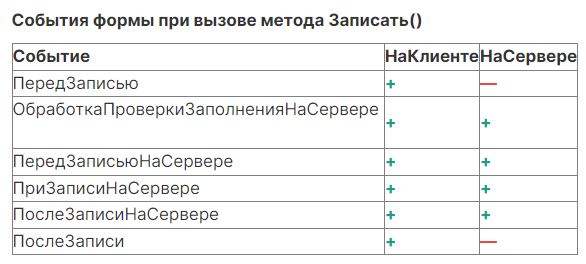 События формы при вызове метода Записать()
Событие НаКлиенте НаСервере
ПередЗаписью + —
ОбработкаПроверкиЗаполненияНаСервере + +
ПередЗаписьюНаСервере + +
ПриЗаписиНаСервере + +
ПослеЗаписиНаСервере + +
ПослеЗаписи + —